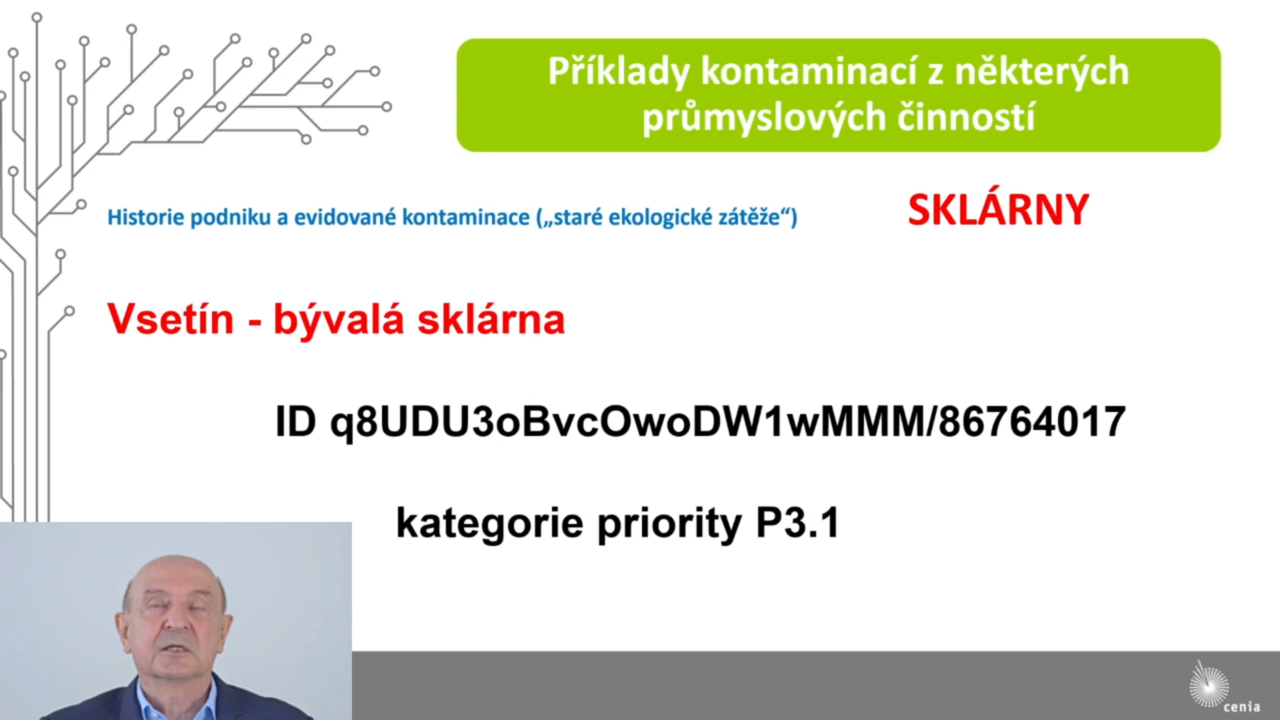 Příklady kontaminací z některých
průmyslových činností
Historie podniku a evidované kontaminace („staré ekologické zátěže“)
SKLÁRNY
Vsetín - bývalá sklárna
ID q8UDU3oBvcOwoDW1wMMM/86764017
kategorie priority P3.1
cenia